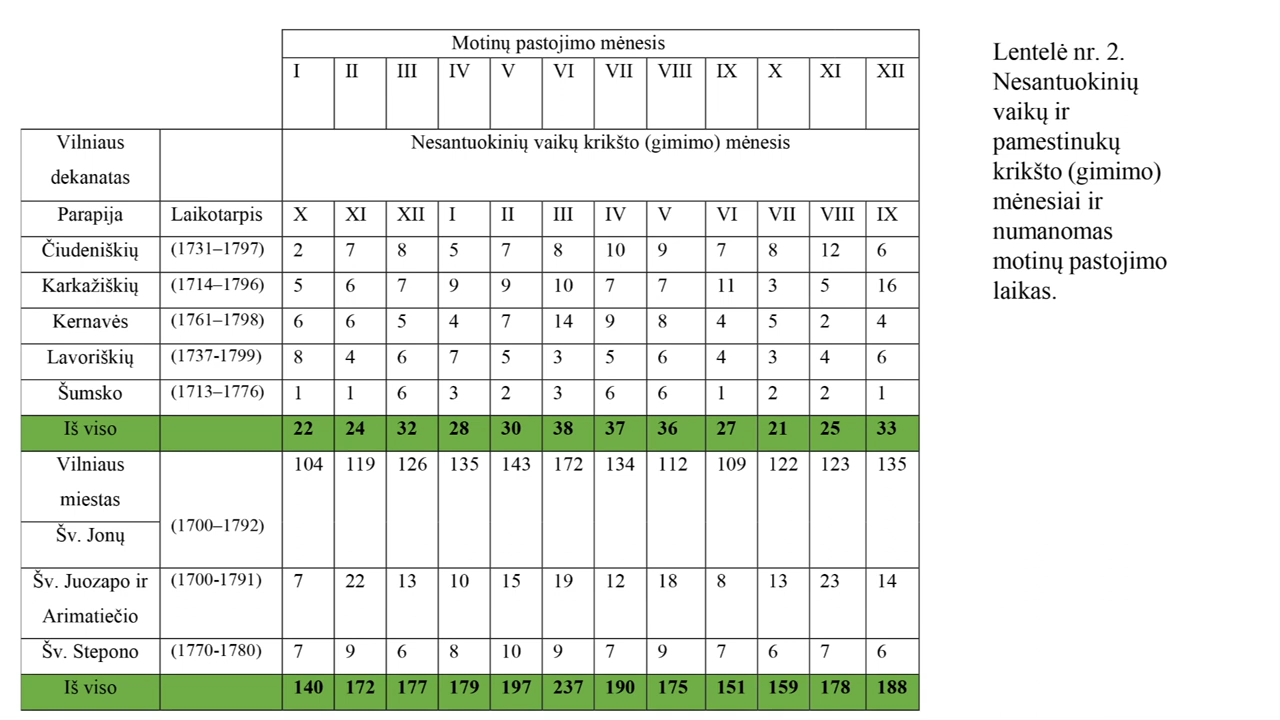 Motinų pastojimo mėnesis
I II III IV V VI VII VIII IX X XI XII
Vilniaus
dekanatas
Nesantuokinių vaikų krikšto (gimimo) mėnesis
Parapija Laikotarpis X XI XII I II III IV V VI VII VIII IX
Čiudeniškių (1731–1797) 2 7 8 5 7 8 10 9 7 8 12 6
Karkažiškių (1714–1796) 5 6 7 9 9 10 7 7 11 3 5 16
Kernavės (1761–1798) 6 6 5 4 7 14 9 8 4 5 2 4
Lavoriškių (1737-1799) 8 4 6 7 5 3 5 6 4 3 4 6
Šumsko (1713–1776) 1 1 6 3 2 3 6 6 1 2 2 1
Iš viso 22 24 32 28 30 38 37 36 27 21 25 33
Vilniaus
miestas
104 119 126 135 143 172 134 112 109 122 123 135
(1700–1792)
Šv. Jonų
Šv. Juozapo ir
Arimatiečio
(1700-1791) 7 22 13 10 15 19 12 18 8 13 23 14
Šv. Stepono (1770-1780) 7 9 6 8 10 9 7 9 7 6 7 6
Iš viso 140 172 177 179 197 237 190 175 151 159 178 188
Lentelė nr. 2.
Nesantuokinių
vaikų ir
pamestinukų
krikšto (gimimo)
mėnesiai ir
numanomas
motinų pastojimo
laikas.